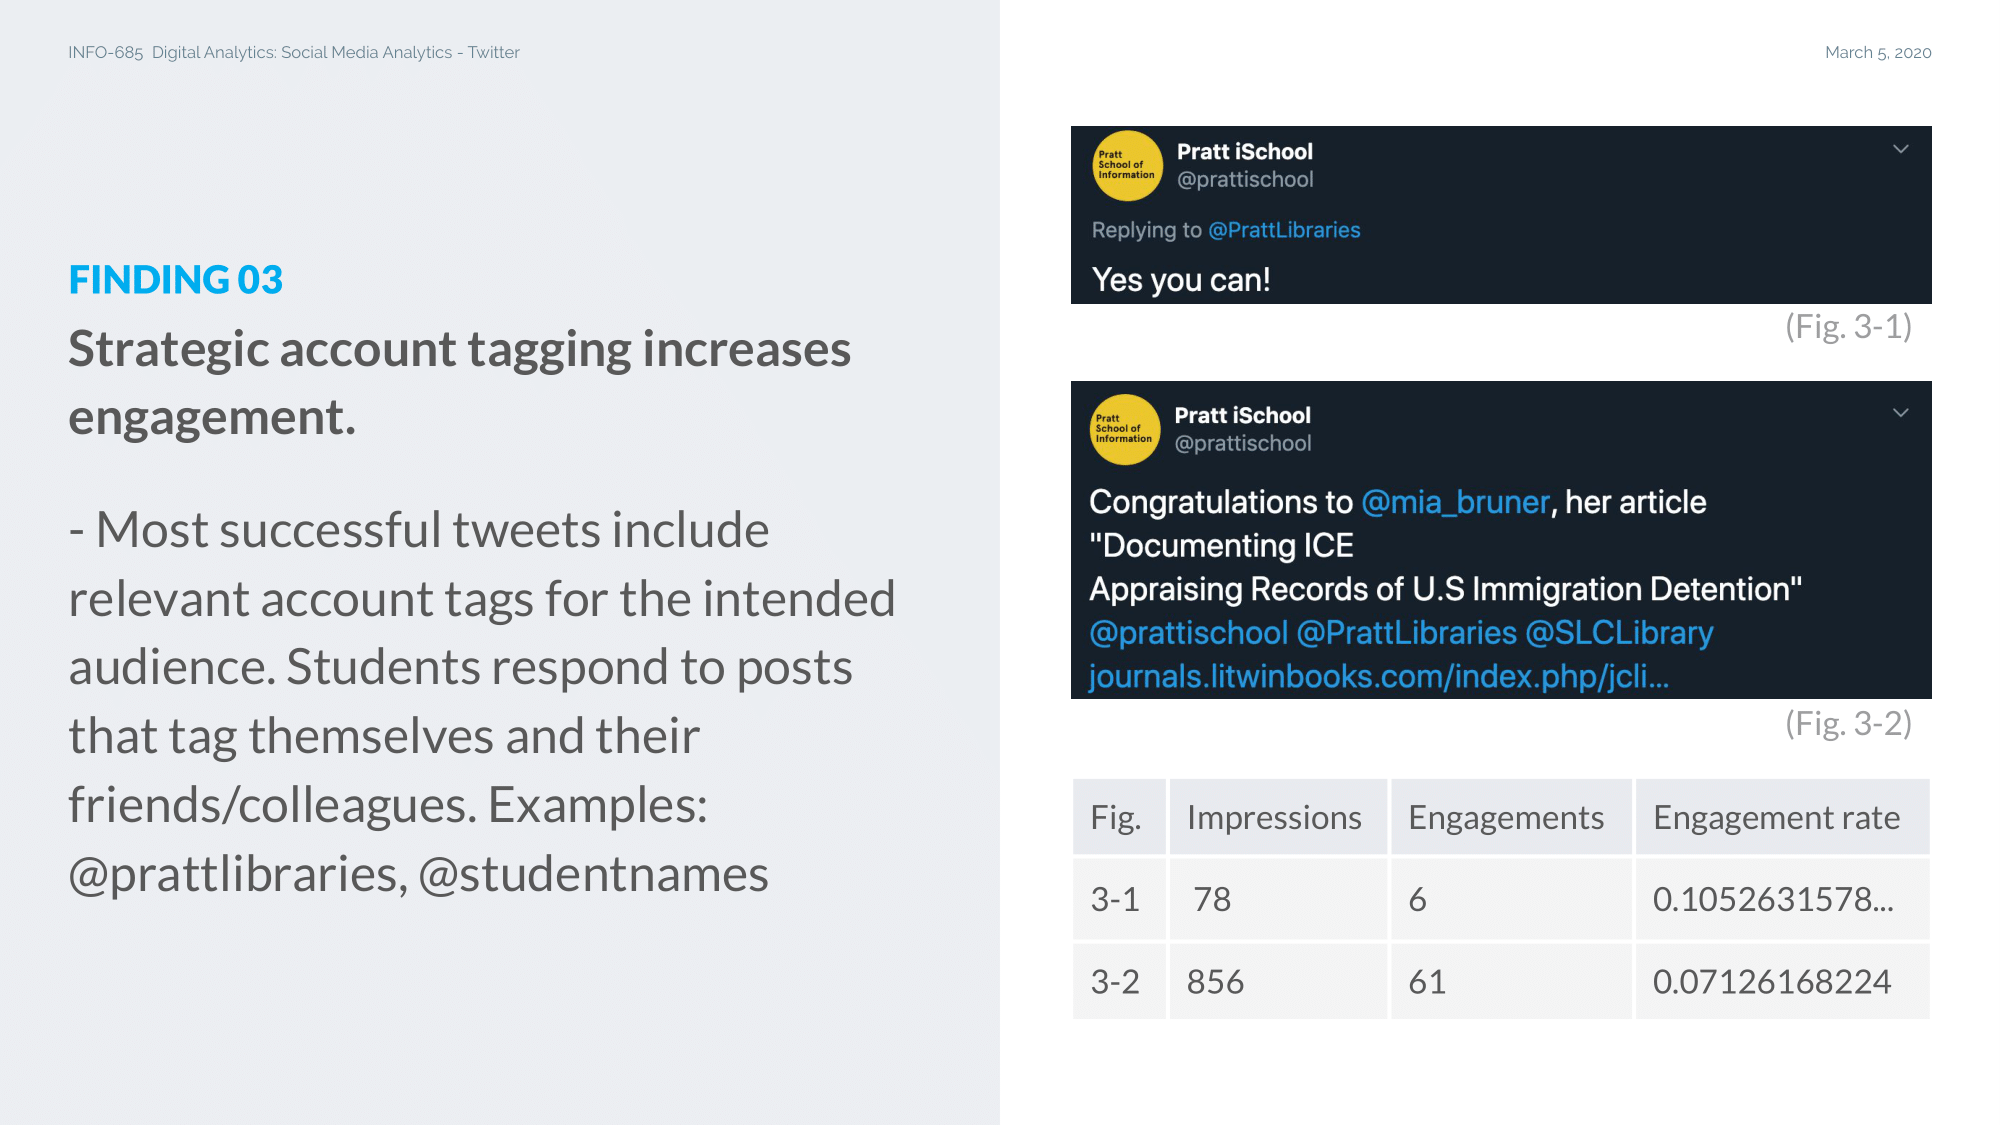 INFO-685  Digital Analytics: Social Media Analytics - Twitter
March 5, 2020
FINDING 03
Strategic account tagging increases
engagement.
- Most successful tweets include
relevant account tags for the intended
audience. Students respond to posts
that tag themselves and their
friends/colleagues. Examples:
@prattlibraries, @studentnames
Pratt
School of
Information
Pratt iSchool
@prattischool
Replying to @PrattLibraries
Yes you can!
(Fig. 3-1)
Pratt
School of
Information
Pratt iSchool
@prattischool
Congratulations to @mia_bruner, her article
"Documenting ICE
Appraising Records of U.S Immigration Detention"
@prattischool @PrattLibraries @SLCLibrary
journals.litwinbooks.com/index.php/jcli...
(Fig. 3-2)
Fig. Impressions Engagements Engagement rate
3-1 78 6 0.1052631578...
3-2 856 61 0.07126168224